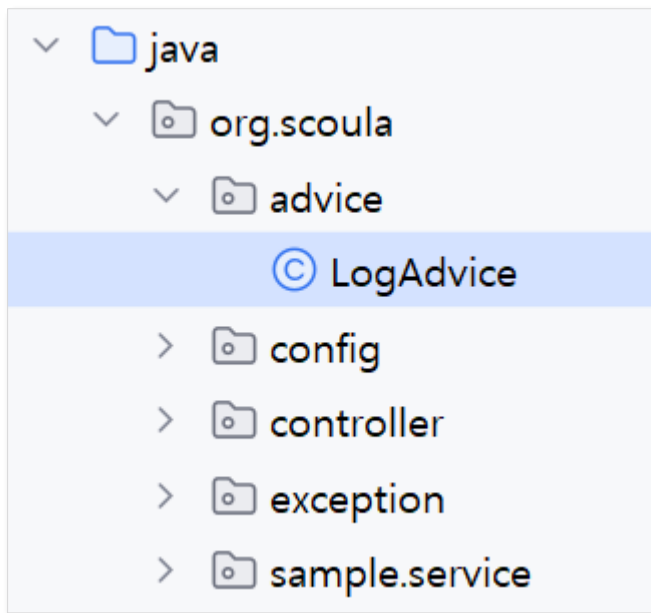 java
org.scoula
advice
LogAdvice
config
controller
exception
sample.service